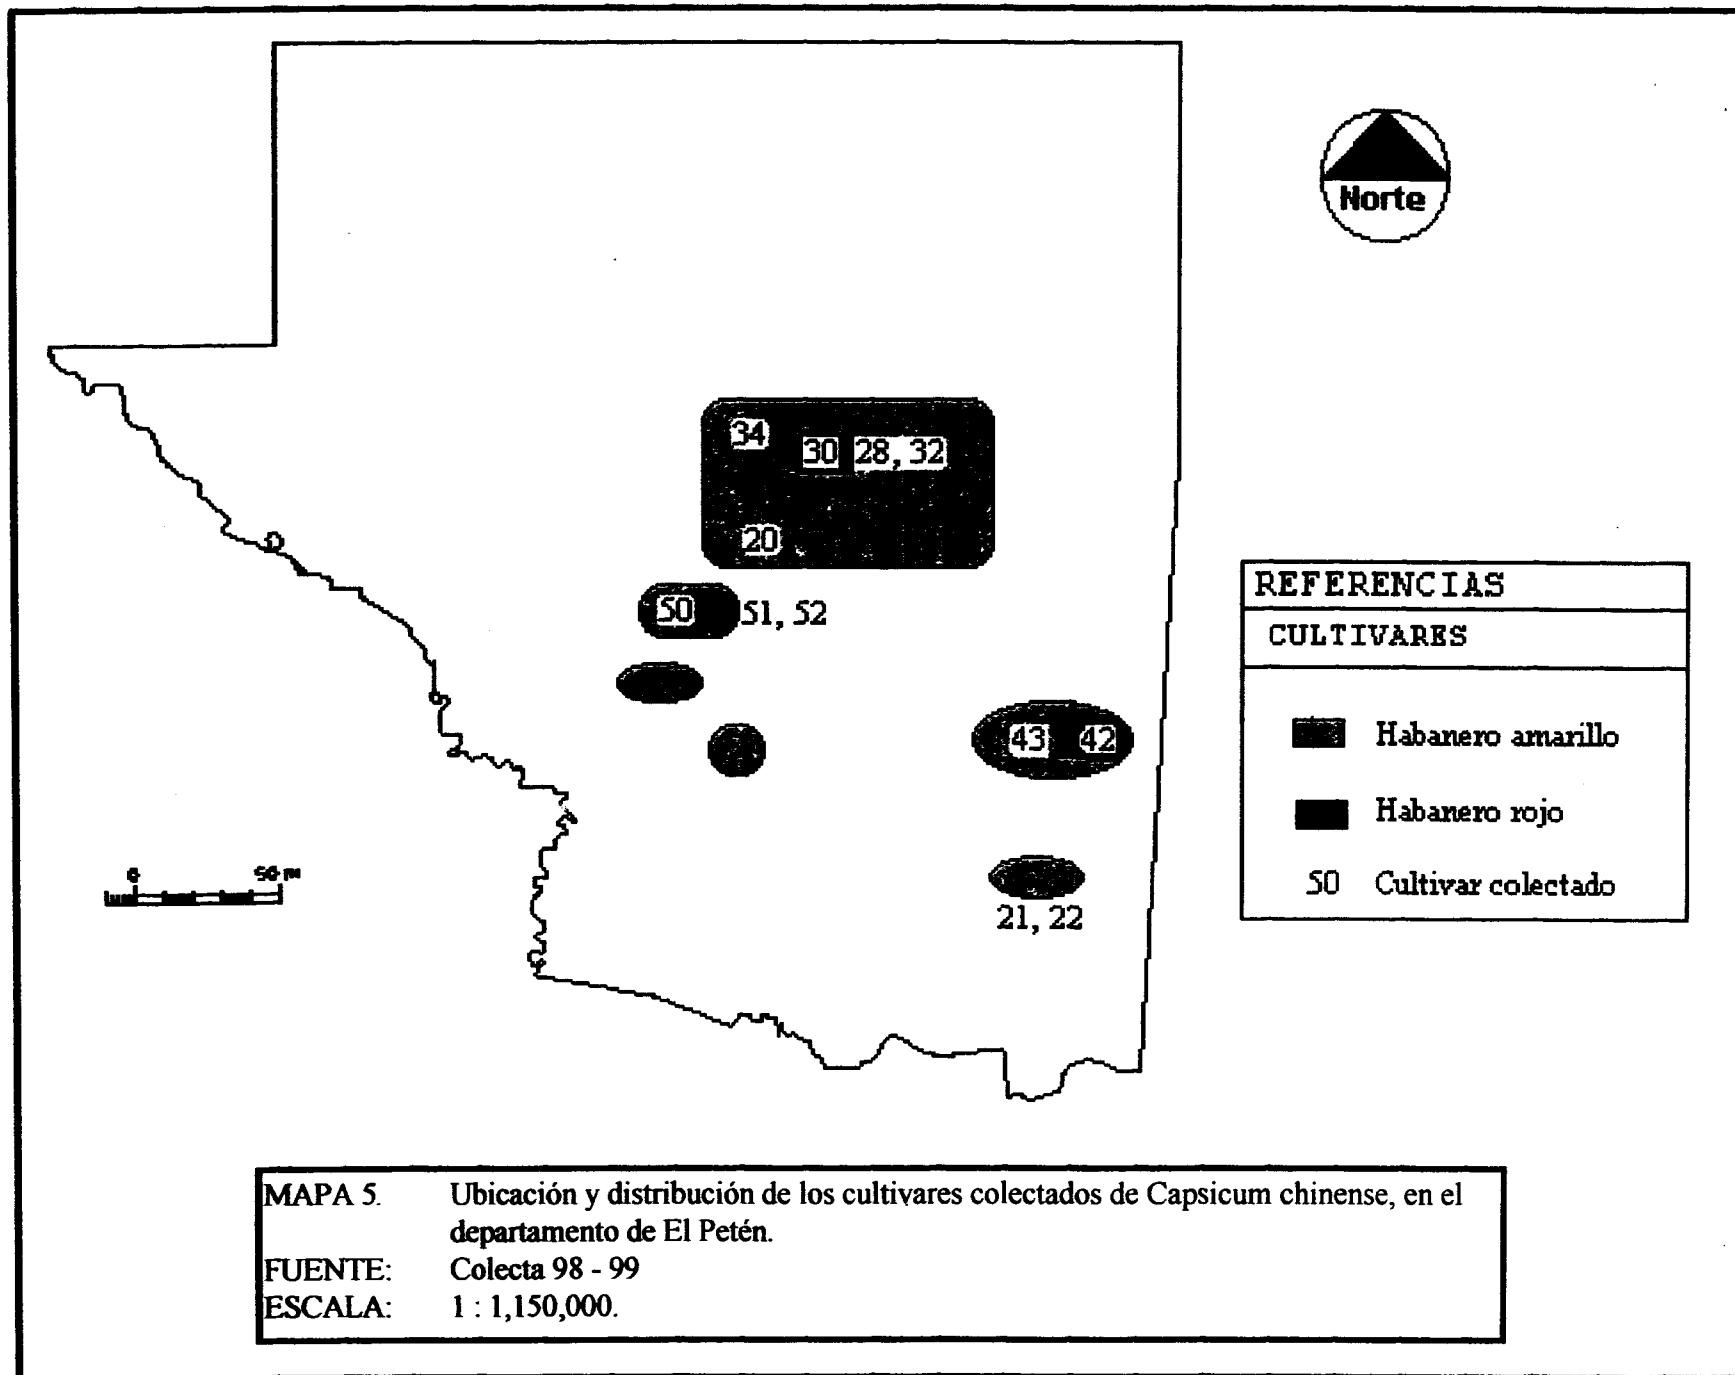 Norte
34
30 28, 32
20
50 51, 52
43 42
21, 22
0 50
REFERENCIAS
CULTIVARES
Habanero amarillo
Habanero rojo
50 Cultivar colectado
MAPA 5. Ubicación y distribución de los cultivares colectados de Capsicum chinense, en el
departamento de El Petén.
FUENTE: Colecta 98 - 99
ESCALA: 1 : 1,150,000.